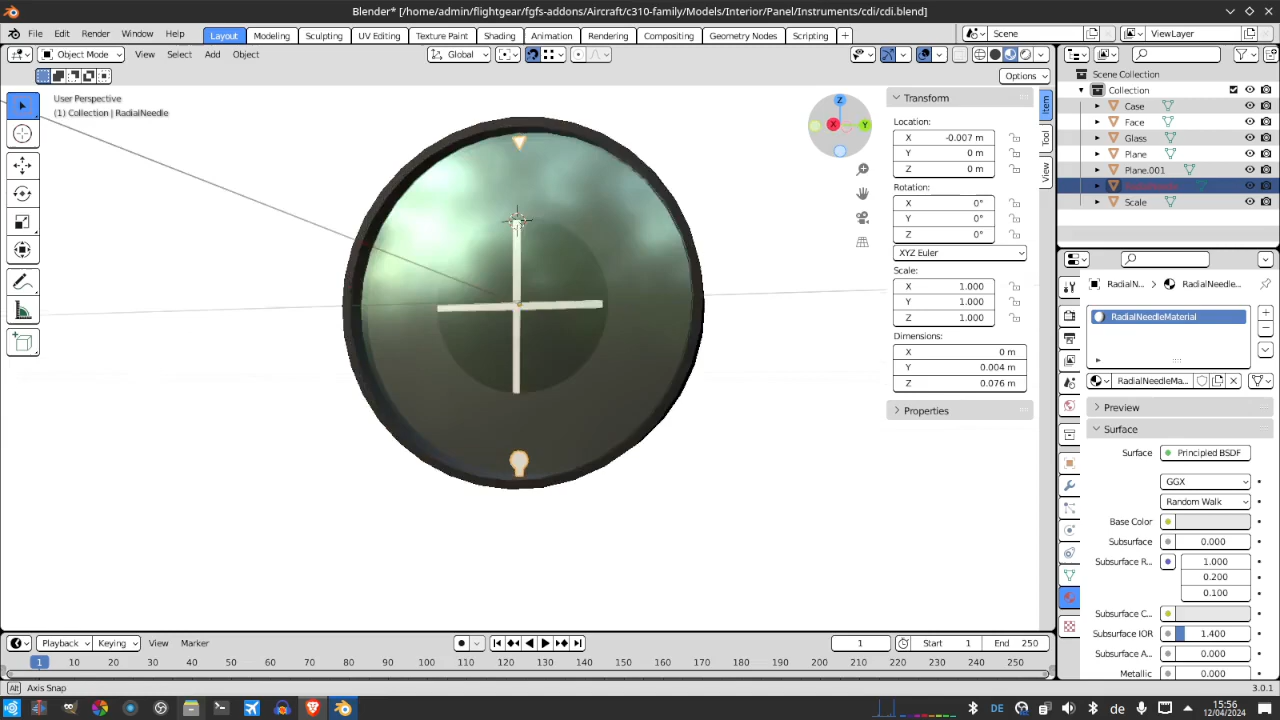 Blender* [/home/admin/flightgear/fgfs-addons/Aircraft/c310-family/Models/Interior/Panel/Instruments/cdi/cdi.blend]
File Edit Render Window Help Layout Modeling Sculpting UV Editing Texture Paint Shading Animation Rendering Compositing Geometry Nodes Scripting + Scene ViewLayer
Object Mode View Select Add Object Global
Options
User Perspective
(1) Collection | RadialNeedle
Z
X
Y
Item
Tool
View
Transform
Location:
X -0.007 m
Y 0 m
Z 0 m
Rotation:
X 0°
Y 0°
Z 0°
XYZ Euler
Scale:
X 1.000
Y 1.000
Z 1.000
Dimensions:
X 0 m
Y 0.004 m
Z 0.076 m
Properties
Scene Collection
Collection
Case
Face
Glass
Plane
Plane.001
RadialNeedle
Scale
RadialN... > RadialNeedle...
RadialNeedleMaterial
RadialNeedleMa...
Preview
Surface
Surface Principled BSDF
GGX
Random Walk
Base Color
Subsurface 0.000
Subsurface R... 1.000
0.200
0.100
Subsurface C...
Subsurface IOR 1.400
Subsurface A... 0.000
Metallic 0.000
Playback Keying View Marker 1 Start 1 End 250
1 10 20 30 40 50 60 70 80 90 100 110 120 130 140 150 160 170 180 190 200 210 220 230 240 250
Alt Axis Snap 3.0.1
DE de 15:56
12/04/2024